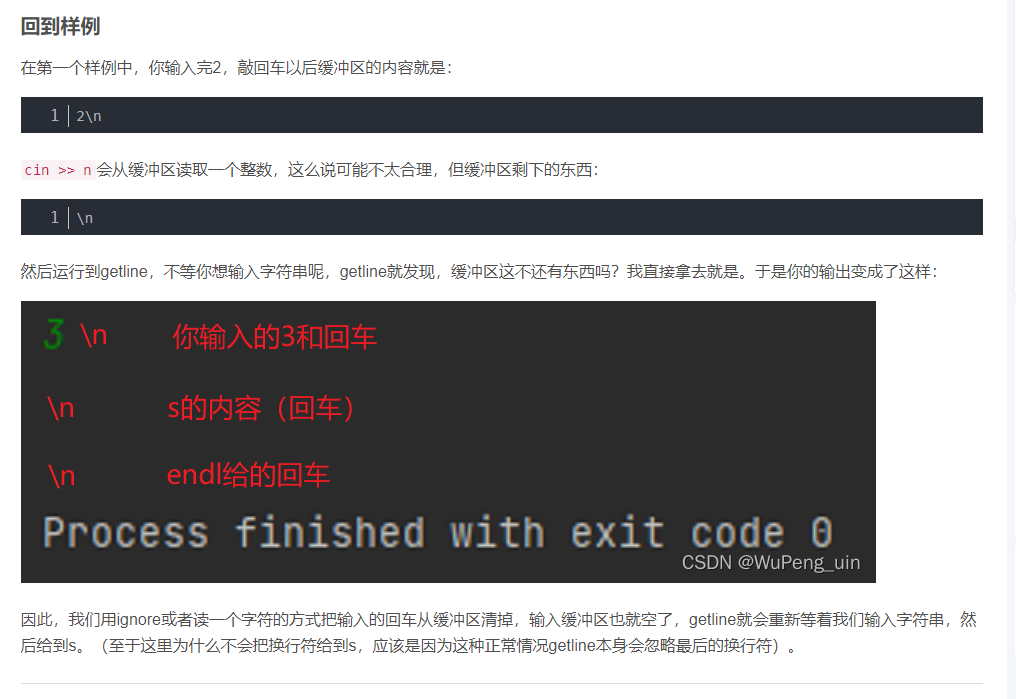 回到样例
在第一个样例中，你输入完2，敲回车以后缓冲区的内容就是：
1 2\n
cin >> n 会从缓冲区读取一个整数，这么说可能不太合理，但缓冲区剩下的东西：
1 \n
然后运行到getline，不等你想输入字符串呢，getline就发现，缓冲区这不还有东西吗？我直接拿去就是。于是你的输出变成了这样：
3 \n 你输入的3和回车
\n s的内容（回车）
\n endl给的回车
Process finished with exit code 0
CSDN @WuPeng_uin
因此，我们用ignore或者读一个字符的方式把输入的回车从缓冲区清掉，输入缓冲区也就空了，getline就会重新等着我们输入字符串，然
后给到s。（至于这里为什么不会把换行符给到s，应该是因为这种正常情况getline本身会忽略最后的换行符）。